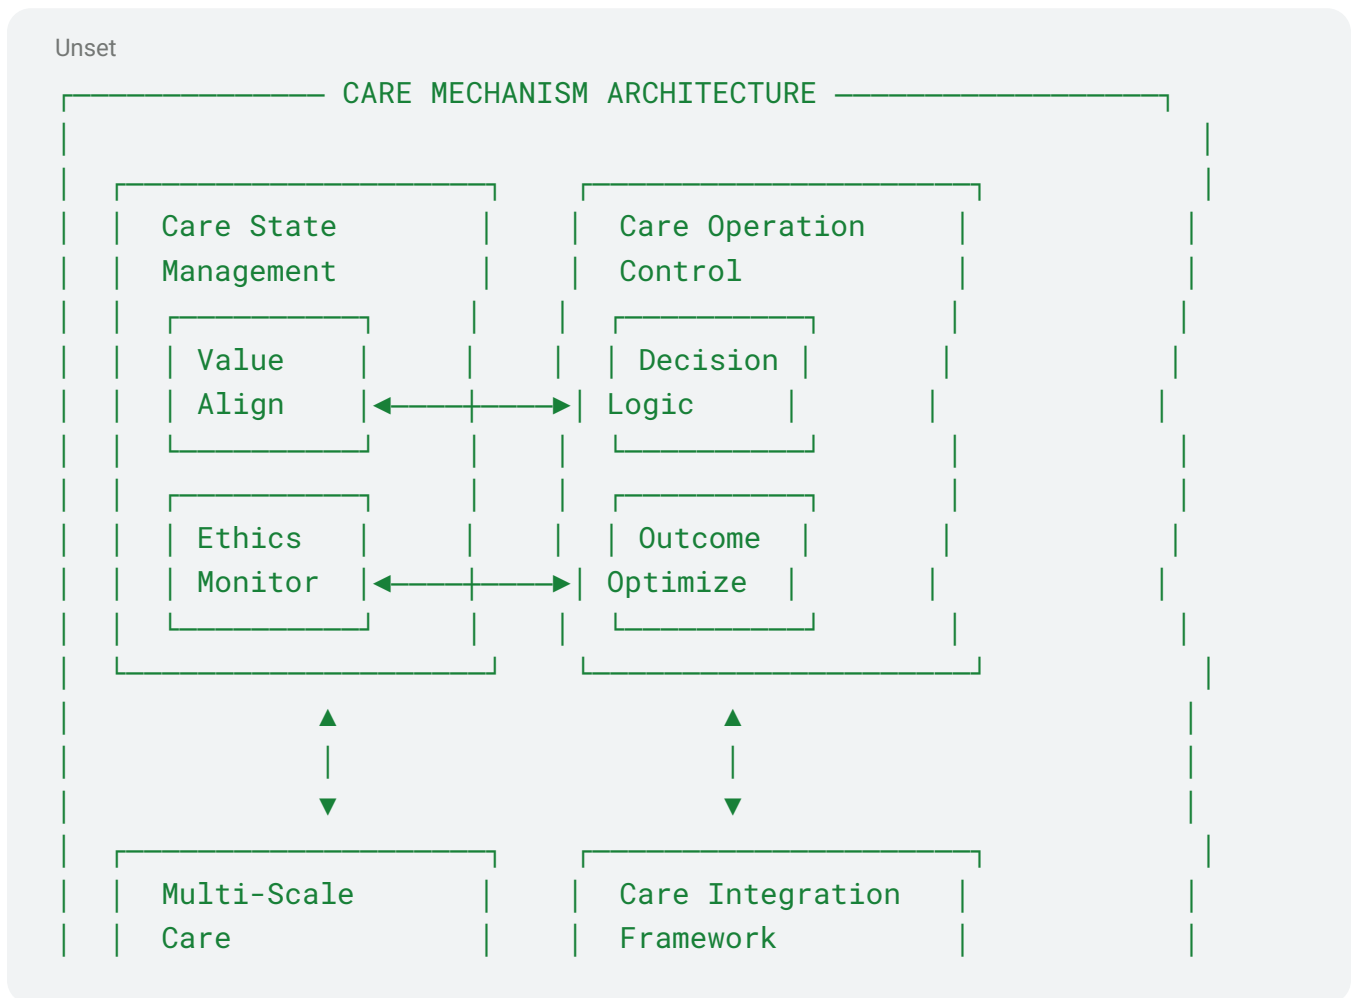 Unset
CARE MECHANISM ARCHITECTURE
Care State Care Operation
Management Control
Value Decision
Align Logic
Ethics Outcome
Monitor Optimize
Multi-Scale Care Integration
Care Framework